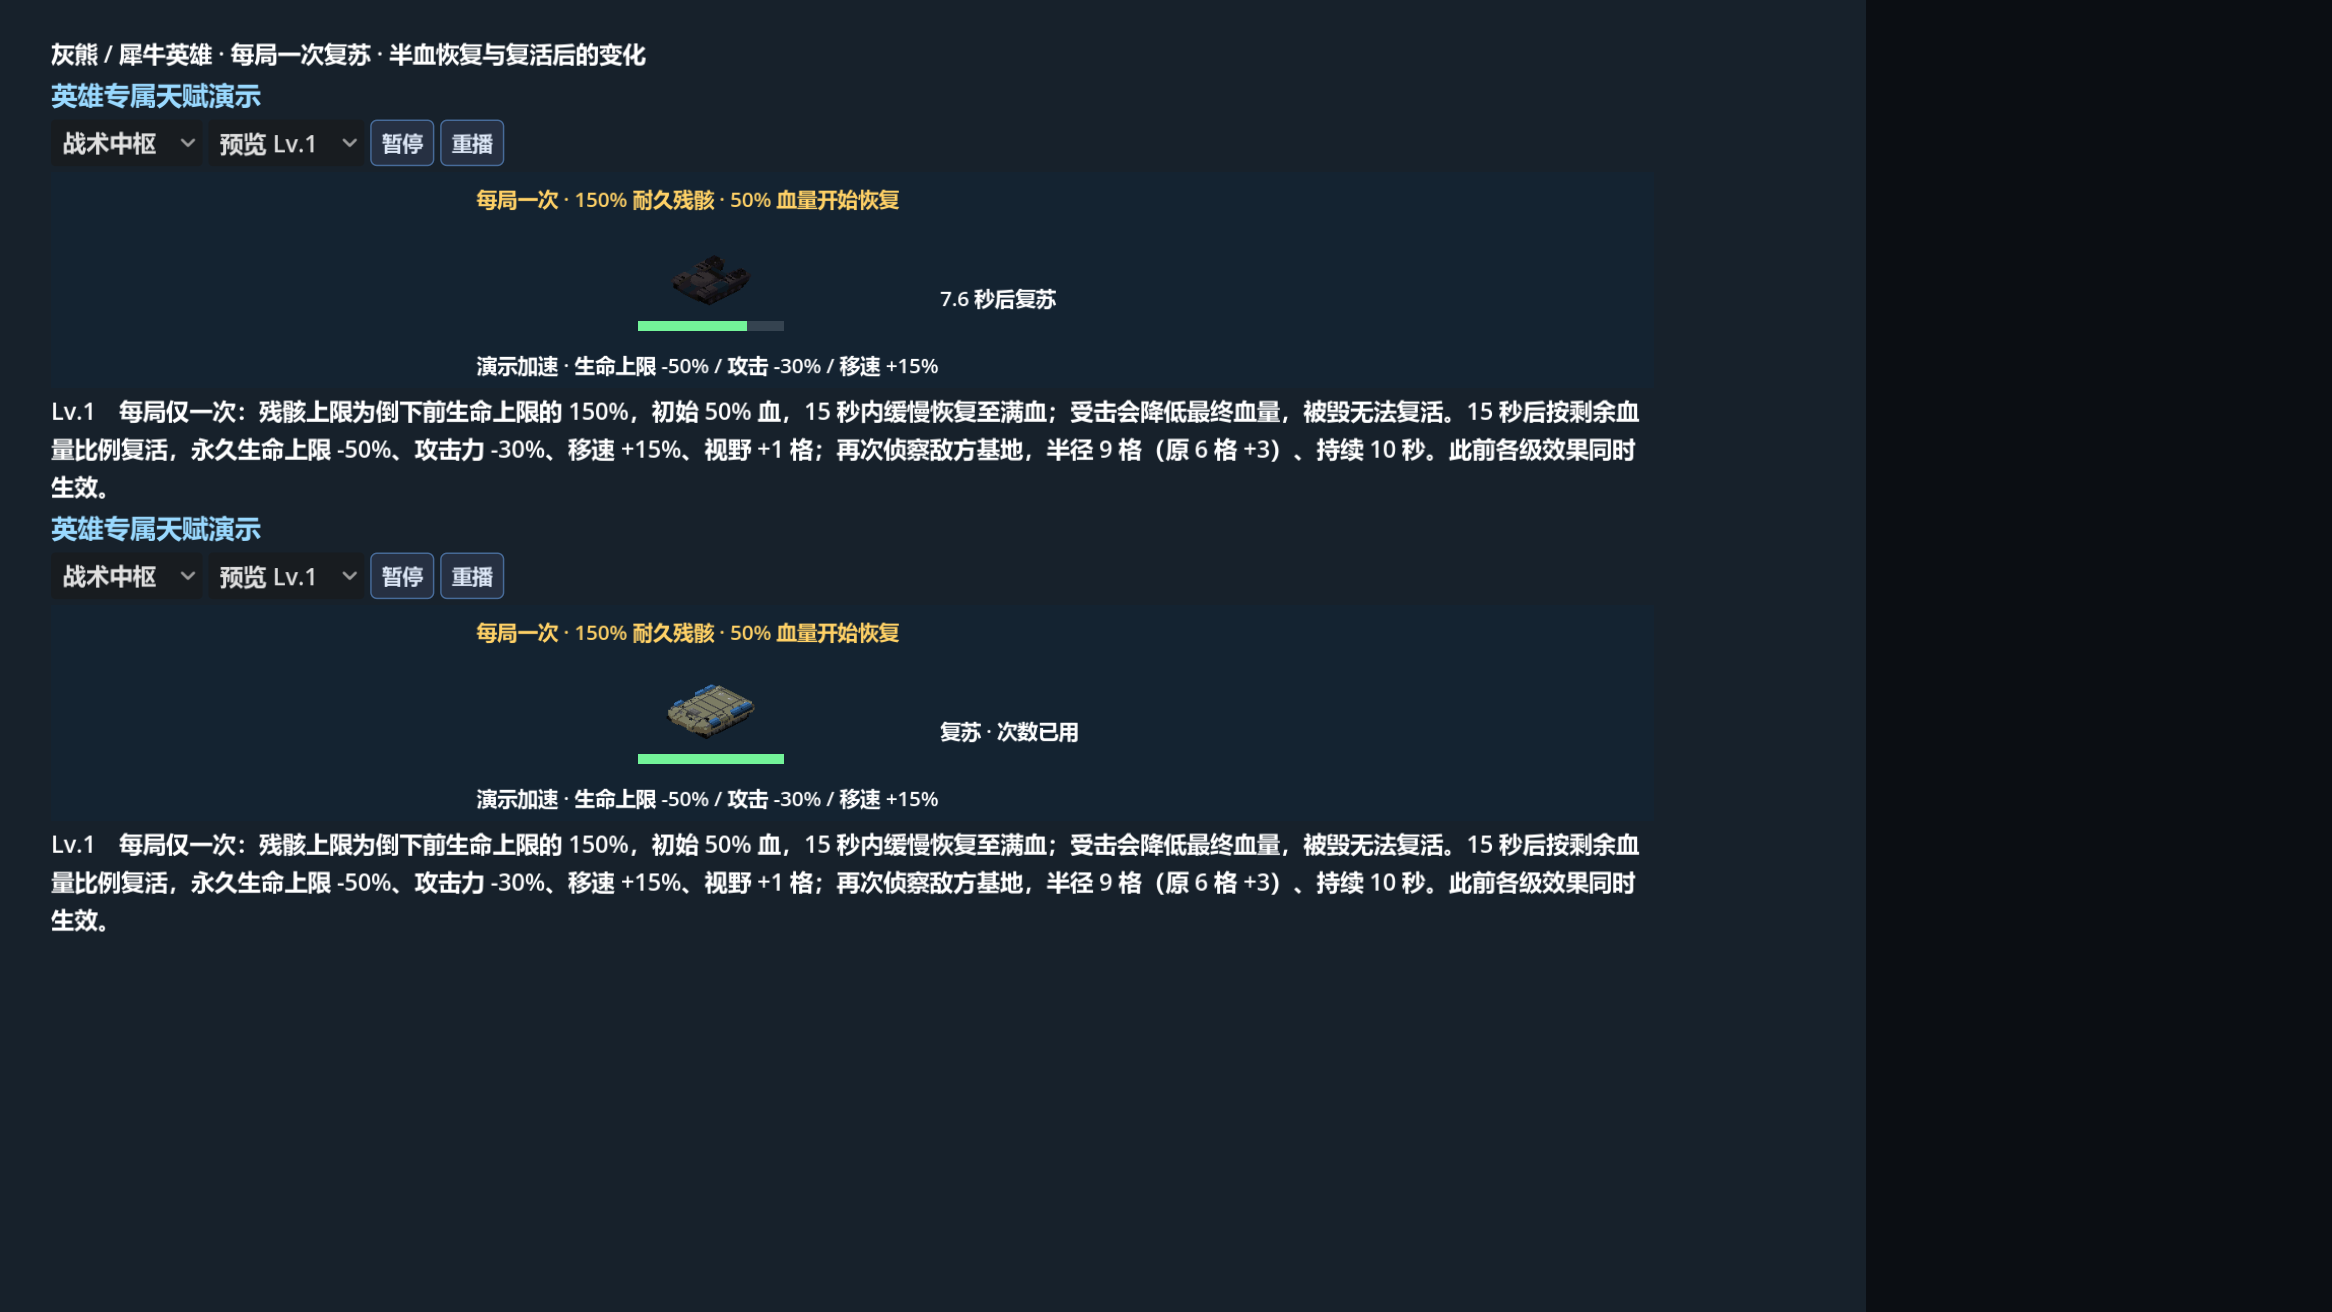 灰熊 / 犀牛英雄 · 每局一次复苏 · 半血恢复与复活后的变化
英雄专属天赋演示
战术中枢 预览 Lv.1 暂停 重播
每局一次 · 150% 耐久残骸 · 50% 血量开始恢复
7.6 秒后复苏
演示加速 · 生命上限 -50% / 攻击 -30% / 移速 +15%
Lv.1 每局仅一次：残骸上限为倒下前生命上限的 150%，初始 50% 血，15 秒内缓慢恢复至满血；受击会降低最终血量，被毁无法复活。15 秒后按剩余血
量比例复活，永久生命上限 -50%、攻击力 -30%、移速 +15%、视野 +1 格；再次侦察敌方基地，半径 9 格（原 6 格 +3）、持续 10 秒。此前各级效果同时
生效。
英雄专属天赋演示
战术中枢 预览 Lv.1 暂停 重播
每局一次 · 150% 耐久残骸 · 50% 血量开始恢复
复苏 · 次数已用
演示加速 · 生命上限 -50% / 攻击 -30% / 移速 +15%
Lv.1 每局仅一次：残骸上限为倒下前生命上限的 150%，初始 50% 血，15 秒内缓慢恢复至满血；受击会降低最终血量，被毁无法复活。15 秒后按剩余血
量比例复活，永久生命上限 -50%、攻击力 -30%、移速 +15%、视野 +1 格；再次侦察敌方基地，半径 9 格（原 6 格 +3）、持续 10 秒。此前各级效果同时
生效。